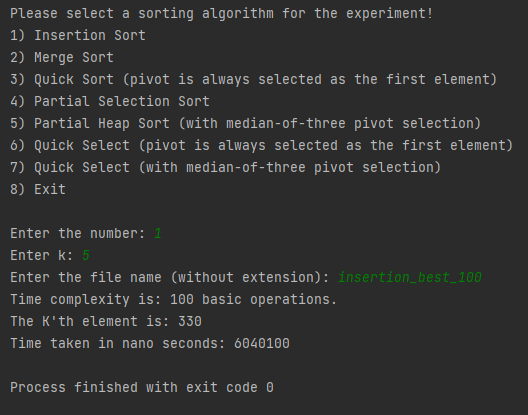 Please select a sorting algorithm for the experiment!
1) Insertion Sort
2) Merge Sort
3) Quick Sort (pivot is always selected as the first element)
4) Partial Selection Sort
5) Partial Heap Sort (with median-of-three pivot selection)
6) Quick Select (pivot is always selected as the first element)
7) Quick Select (with median-of-three pivot selection)
8) Exit
Enter the number: 1
Enter k: 5
Enter the file name (without extension): insertion_best_100
Time complexity is: 100 basic operations.
The K'th element is: 330
Time taken in nano seconds: 6040100
Process finished with exit code 0